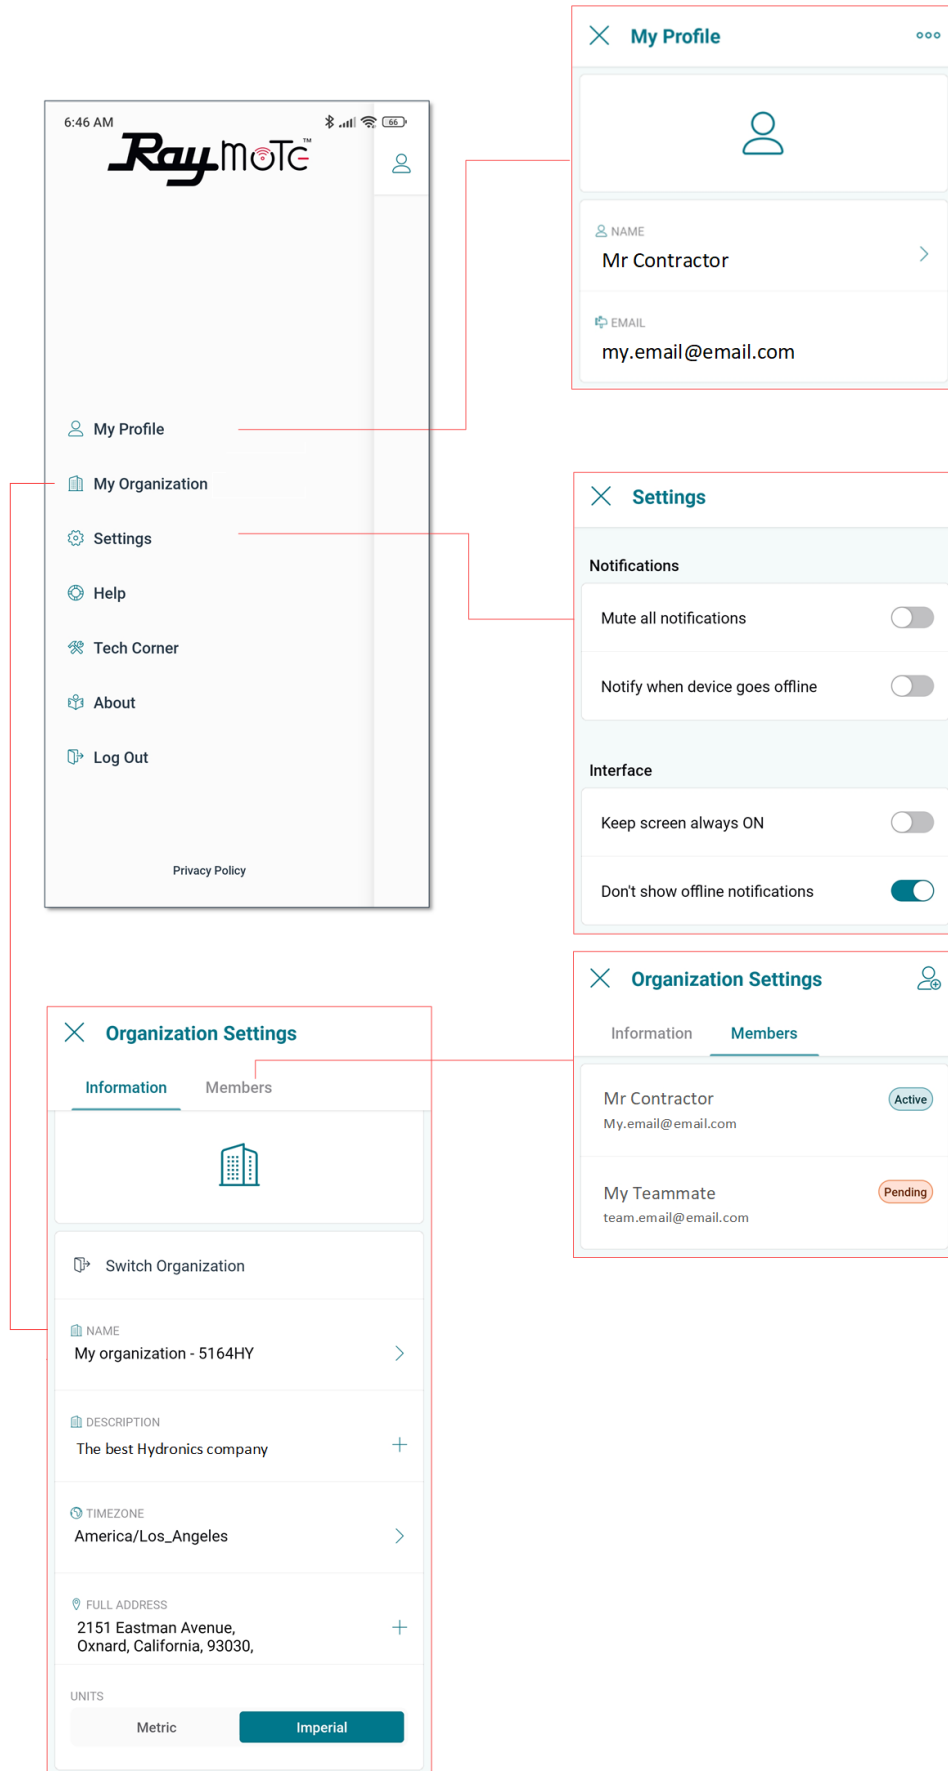 My Profile
NAME
Mr Contractor
EMAIL
my.email@email.com
6:46 AM
66
RayMoTe™
My Profile
My Organization
Settings
Help
Tech Corner
About
Log Out
Privacy Policy
Settings
Notifications
Mute all notifications
Notify when device goes offline
Interface
Keep screen always ON
Don't show offline notifications
Organization Settings
Information Members
Mr Contractor Active
My.email@email.com
My Teammate Pending
team.email@email.com
Organization Settings
Information Members
Switch Organization
NAME
My organization - 5164HY
DESCRIPTION
The best Hydronics company
TIMEZONE
America/Los_Angeles
FULL ADDRESS
2151 Eastman Avenue,
Oxnard, California, 93030,
UNITS
Metric Imperial